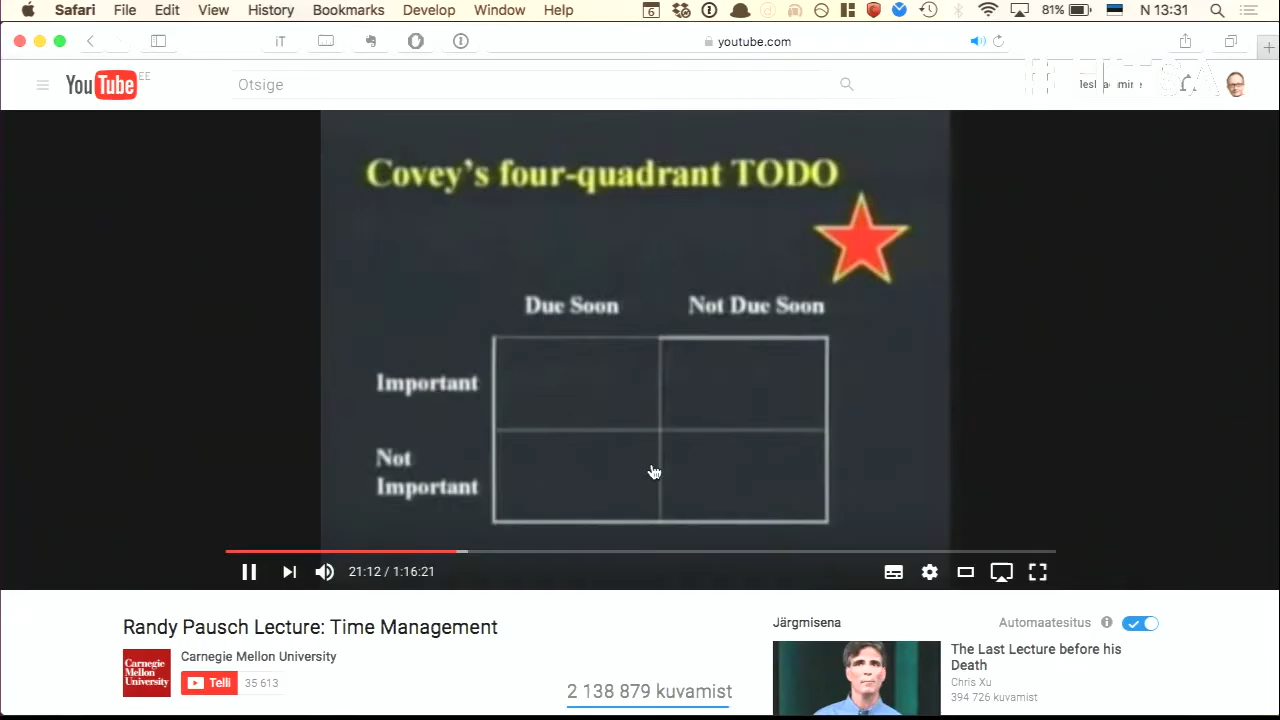 Safari File Edit View History Bookmarks Develop Window Help 6 81% N 13:31
iT youtube.com
YouTube EE Otsige
Covey's four-quadrant TODO
Due Soon Not Due Soon
Important
Not
Important
21:12 / 1:16:21
Randy Pausch Lecture: Time Management
Carnegie Mellon University
Carnegie
Mellon
University
Telli 35 613
2 138 879 kuvamist
Järgmisena Automaatesitus
The Last Lecture before his
Death
Chris Xu
394 726 kuvamist